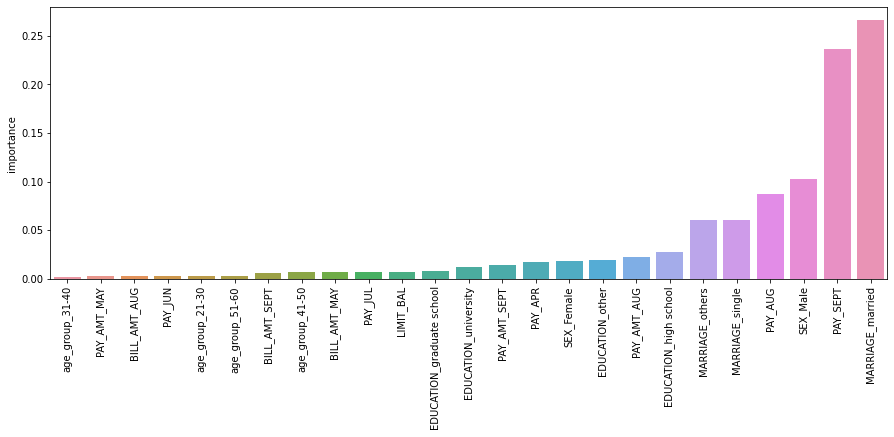 importance
0.25
0.20
0.15
0.10
0.05
0.00
age_group_31-40
PAY_AMT_MAY
BILL_AMT_AUG
PAY_JUN
age_group_21-30
age_group_51-60
BILL_AMT_SEPT
age_group_41-50
BILL_AMT_MAY
PAY_JUL
LIMIT_BAL
EDUCATION_graduate school
EDUCATION_university
PAY_AMT_SEPT
PAY_APR
SEX_Female
EDUCATION_other
PAY_AMT_AUG
EDUCATION_high school
MARRIAGE_others
MARRIAGE_single
PAY_AUG
SEX_Male
PAY_SEPT
MARRIAGE_married